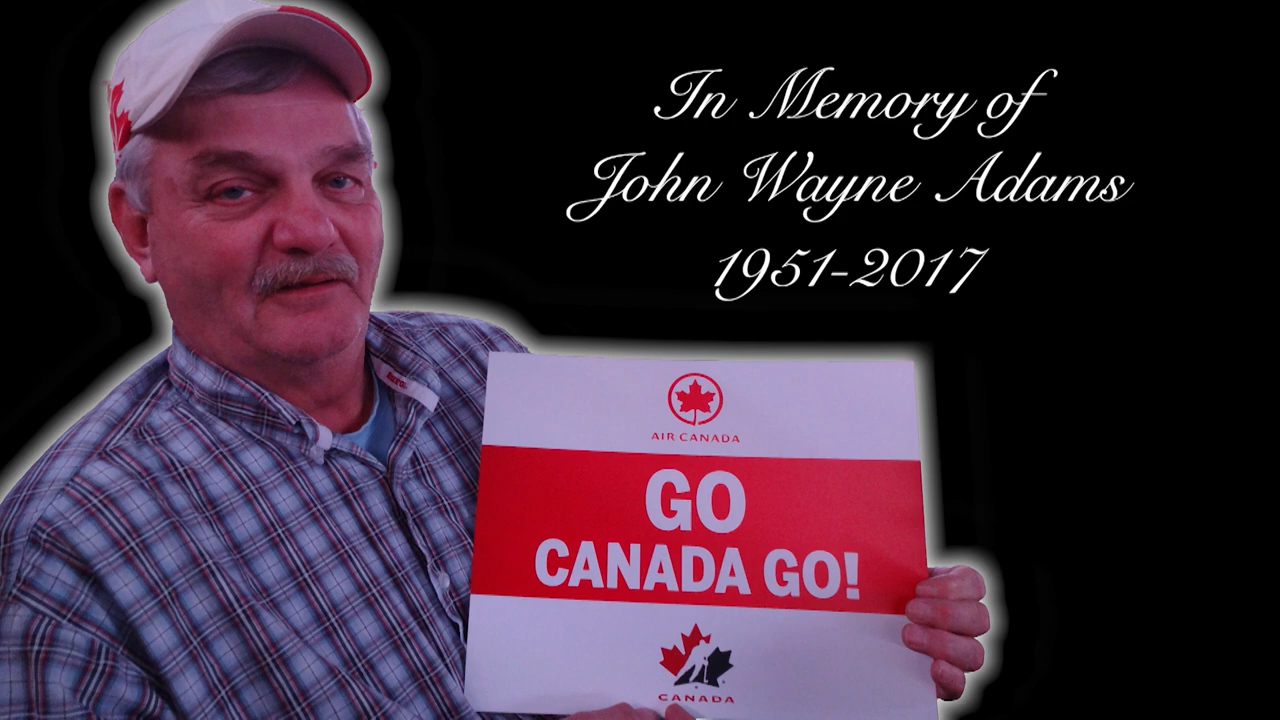 In Memory of
John Wayne Adams
1951-2017
AIR CANADA
GO
CANADA GO!
CANADA